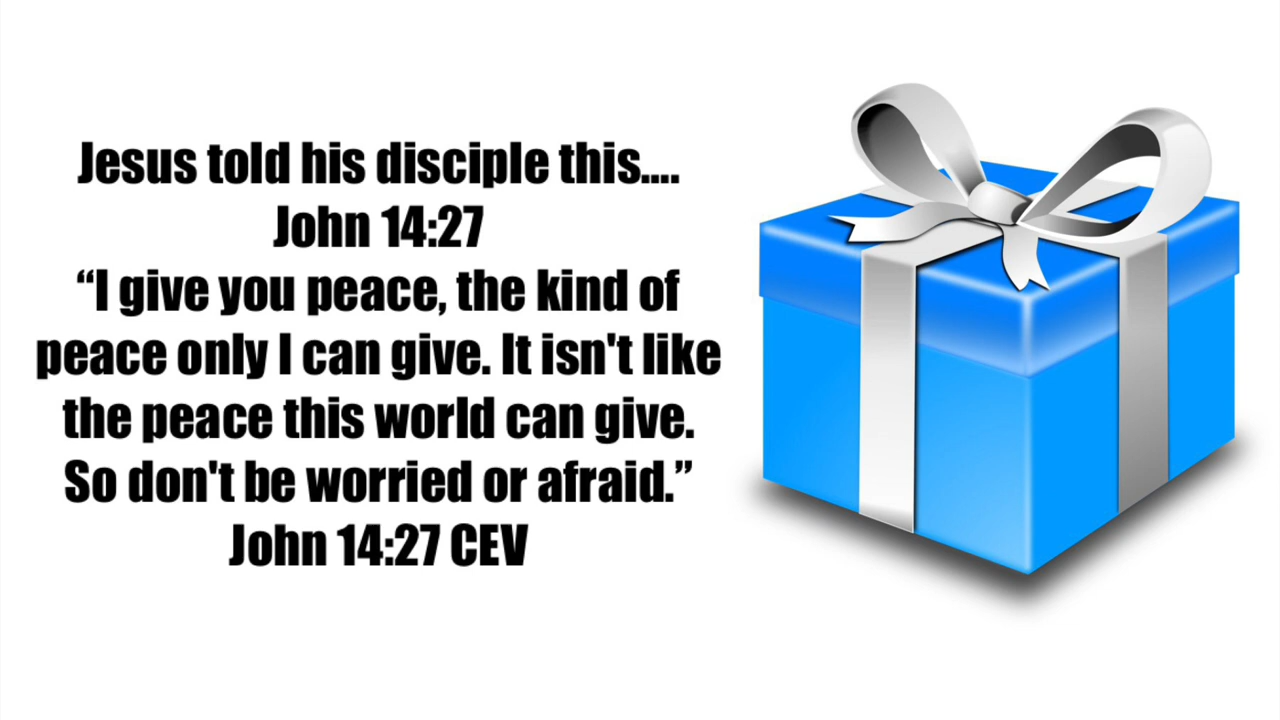 Jesus told his disciple this....
John 14:27
“I give you peace, the kind of
peace only I can give. It isn't like
the peace this world can give.
So don't be worried or afraid.”
John 14:27 CEV